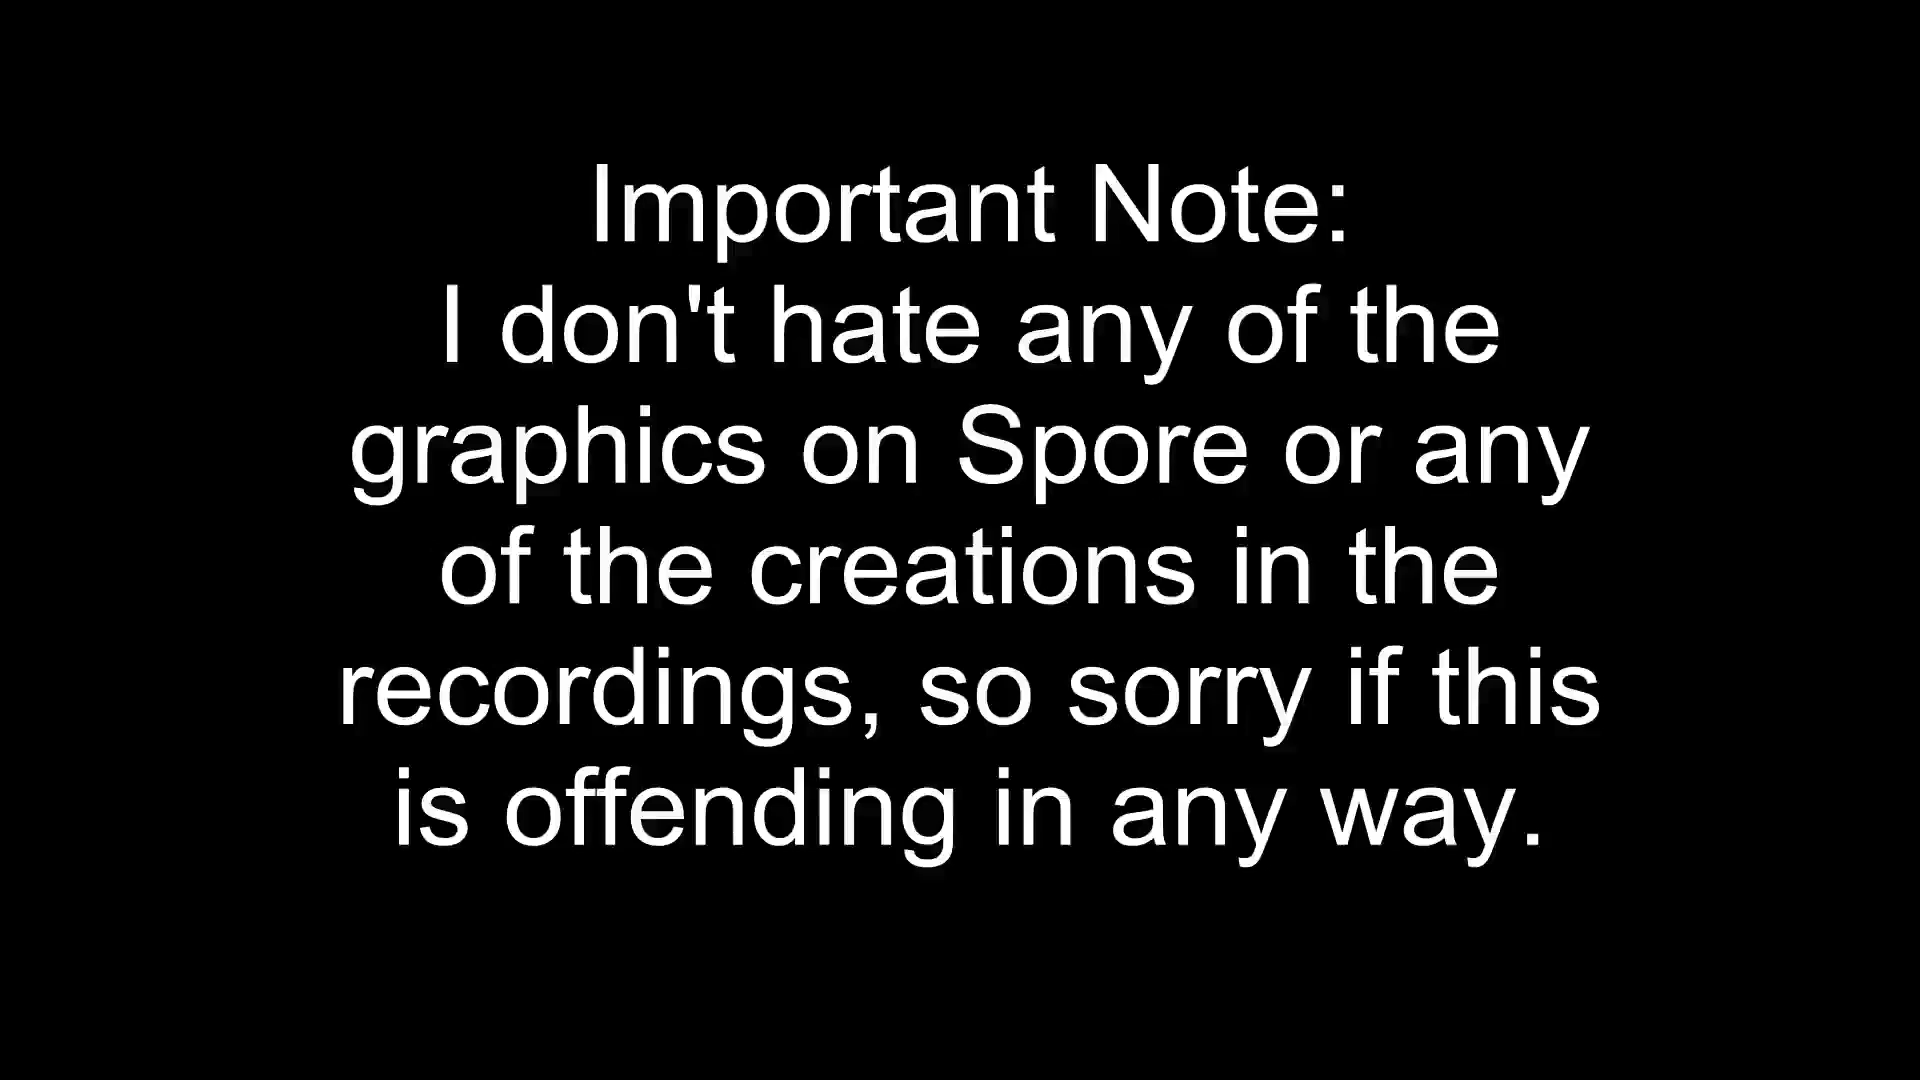 Important Note:
I don't hate any of the
graphics on Spore or any
of the creations in the
recordings, so sorry if this
is offending in any way.